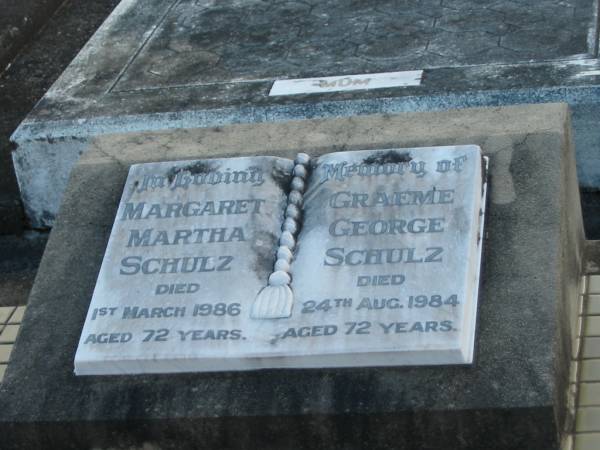 MUM
In Loving Memory of
MARGARET
MARTHA
SCHULZ
DIED
1ST MARCH 1986
AGED 72 YEARS.
GRAEME
GEORGE
SCHULZ
DIED
24TH AUG. 1984
AGED 72 YEARS.